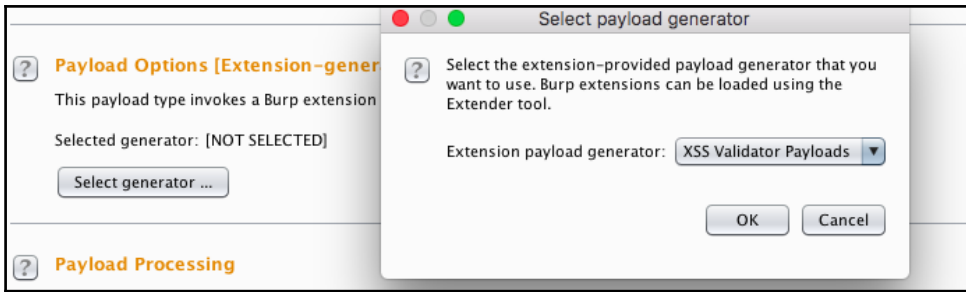 Select payload generator
? Payload Options [Extension-gener
This payload type invokes a Burp extension
Selected generator: [NOT SELECTED]
Select generator ...
? Payload Processing
? Select the extension-provided payload generator that you
want to use. Burp extensions can be loaded using the
Extender tool.
Extension payload generator: XSS Validator Payloads
OK Cancel